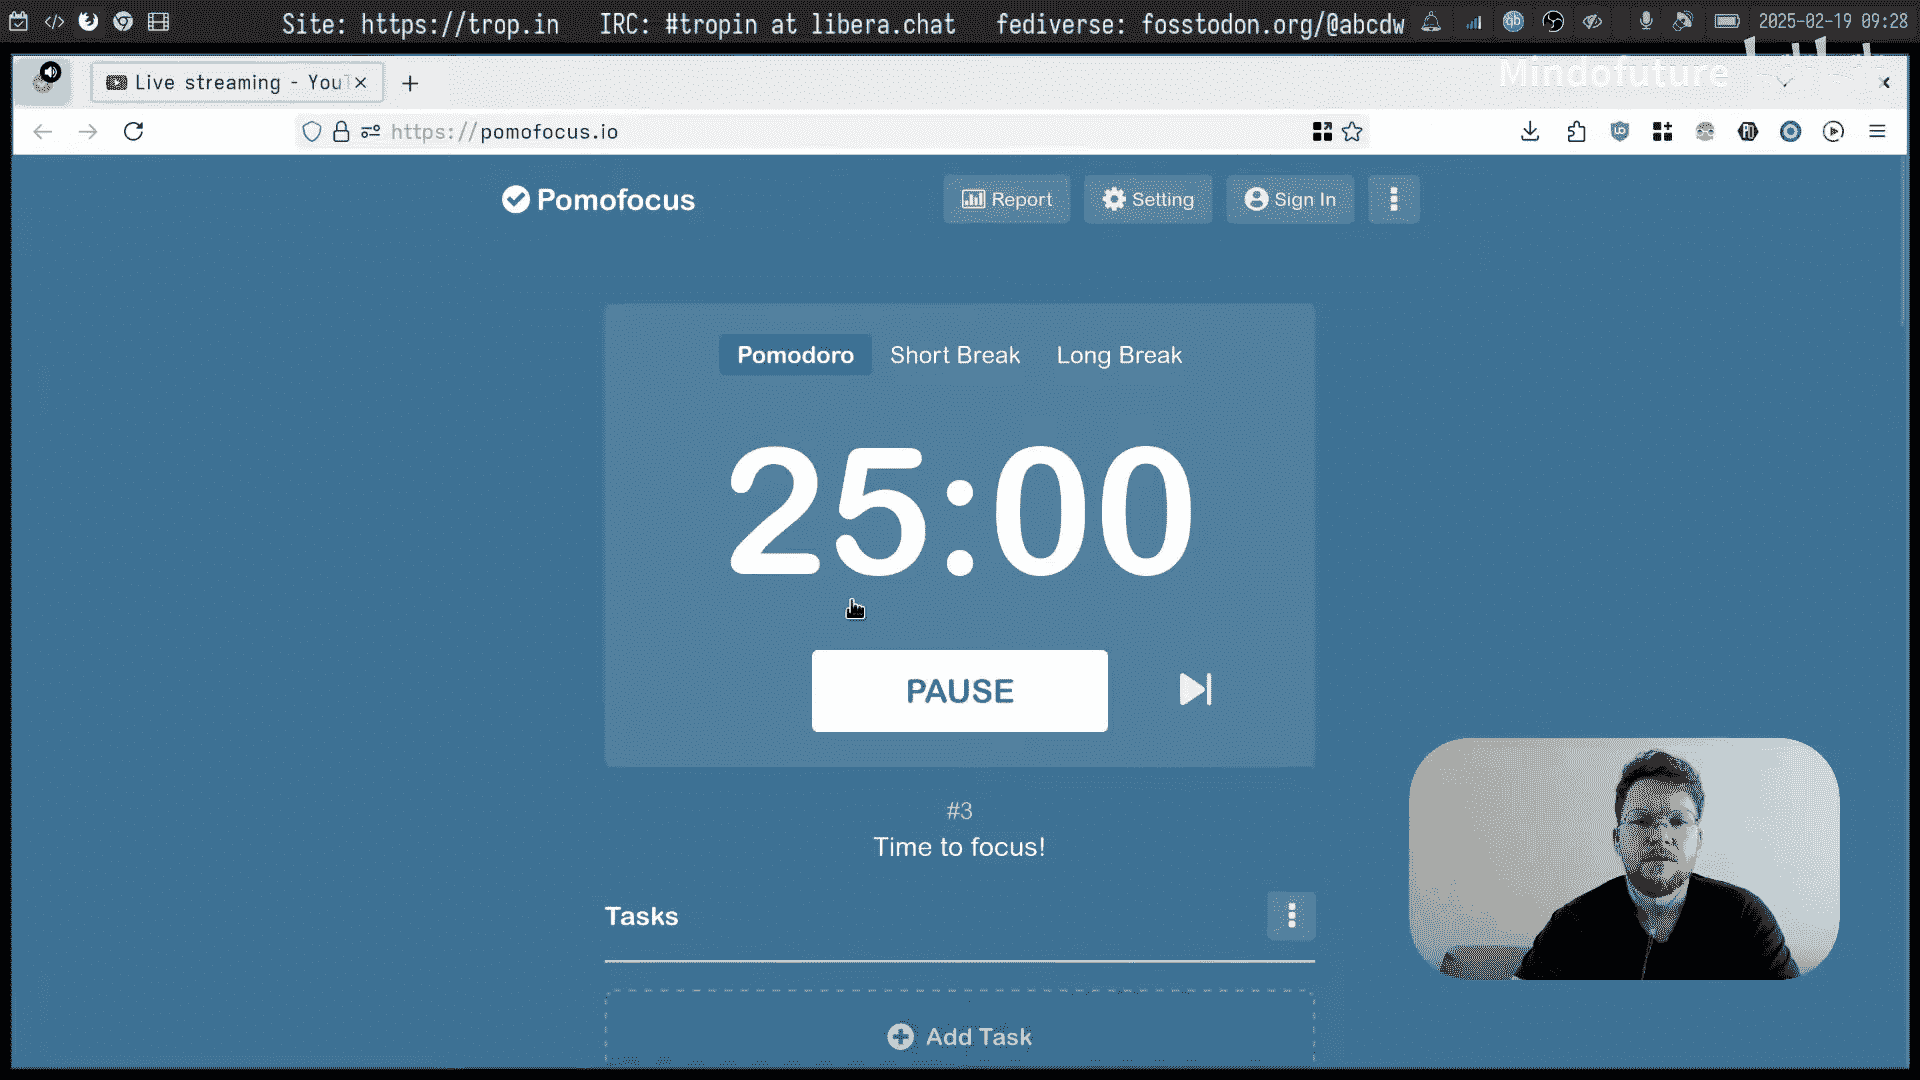 Site: https://trop.in IRC: #tropin at libera.chat fediverse: fosstodon.org/@abcdw 2025-02-19 09:28
Mindofuture
Live streaming - YouT
https://pomofocus.io
Pomofocus
Report
Setting
Sign In
Pomodoro
Short Break
Long Break
25:00
PAUSE
#3
Time to focus!
Tasks
Add Task